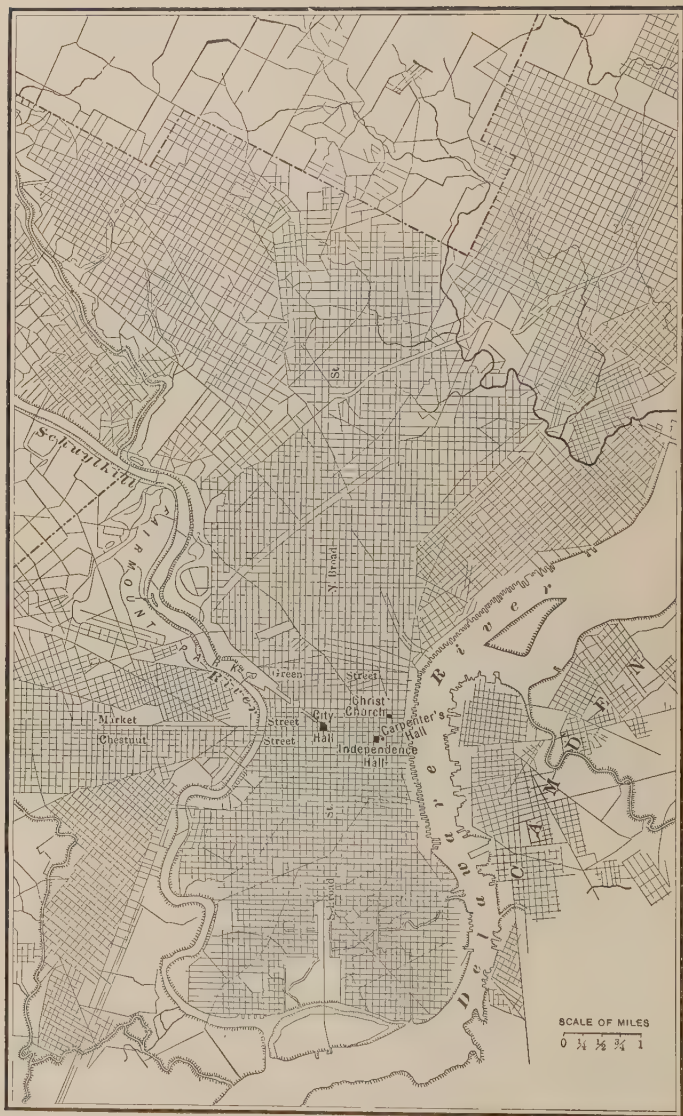 St.
Schuylkill
FAIRMOUNT
PARK
River
N. Broad
Green Street
Christ
Church
Market Street
City
Hall
Carpenter's
Hall
Chestnut Street
Independence
Hall
St.
S. Broad
Delaware River
CAMDEN
SCALE OF MILES
0 ¼ ½ ¾ 1